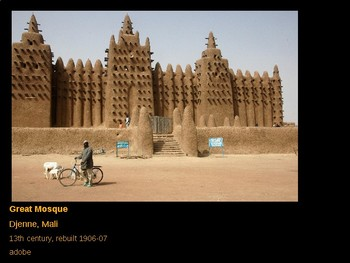 Great Mosque
Djenne, Mali
13th century, rebuilt 1906-07
adobe